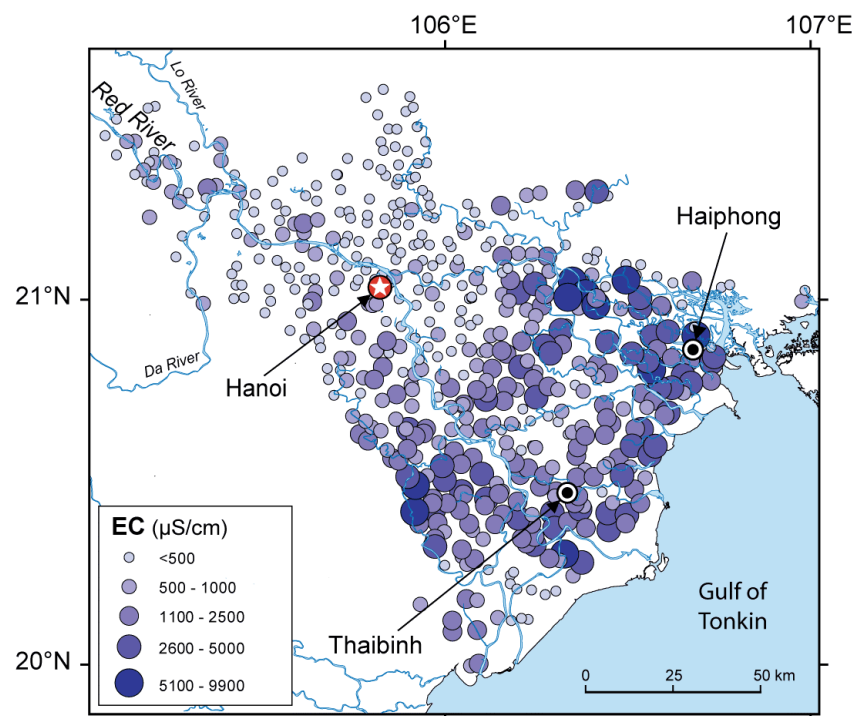 106°E
107°E
Lo River
Red River
Haiphong
21°N
Hanoi
Da River
EC (µS/cm)
<500
500 - 1000
1100 - 2500
2600 - 5000
5100 - 9900
Gulf of
Tonkin
Thaibinh
20°N
0 25 50 km